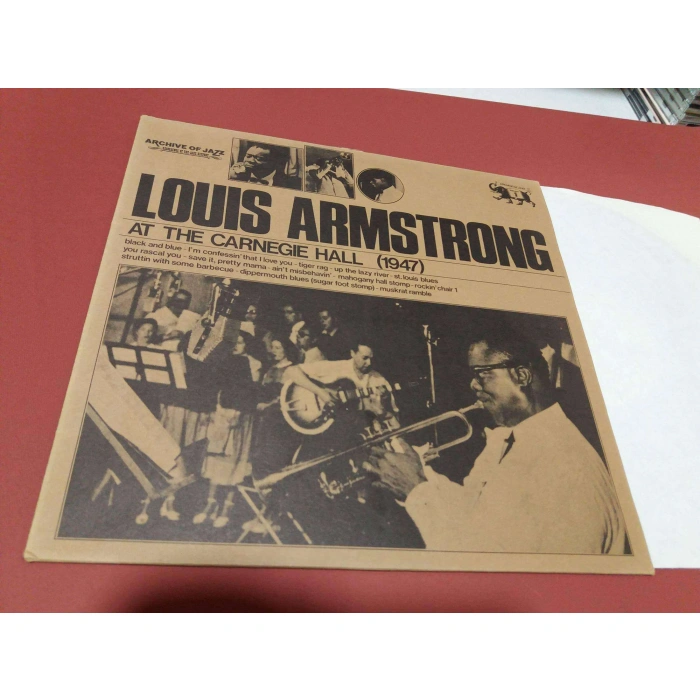 ARCHIVE OF JAZZ
LOUIS ARMSTRONG
AT THE CARNEGIE HALL (1947)
black and blue - I'm confessin' that I love you - tiger rag - up the lazy river - st. louis blues
you rascal you - save it, pretty mama - ain't misbehavin' - mahogany hall stomp - rockin' chair 1
struttin with some barbecue - dippermouth blues (sugar foot stomp) - muskrat ramble